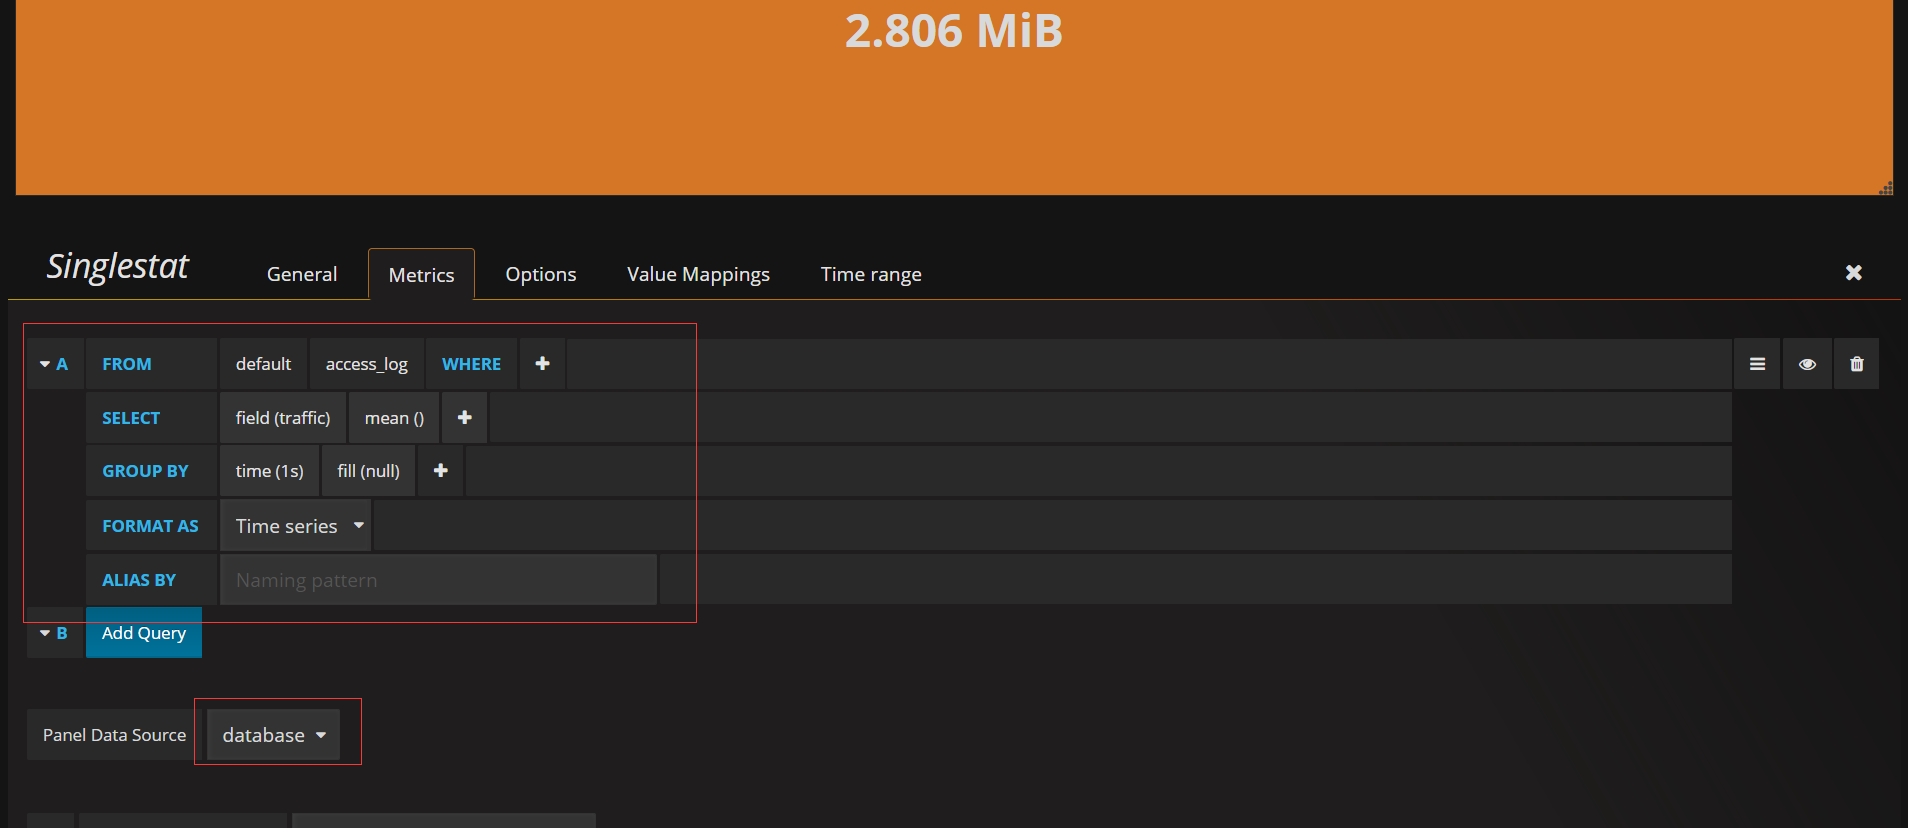 2.806 MiB
Singlestat General Metrics Options Value Mappings Time range
A FROM default access_log WHERE
SELECT field (traffic) mean ()
GROUP BY time (1s) fill (null)
FORMAT AS Time series
ALIAS BY Naming pattern
B Add Query
Panel Data Source database